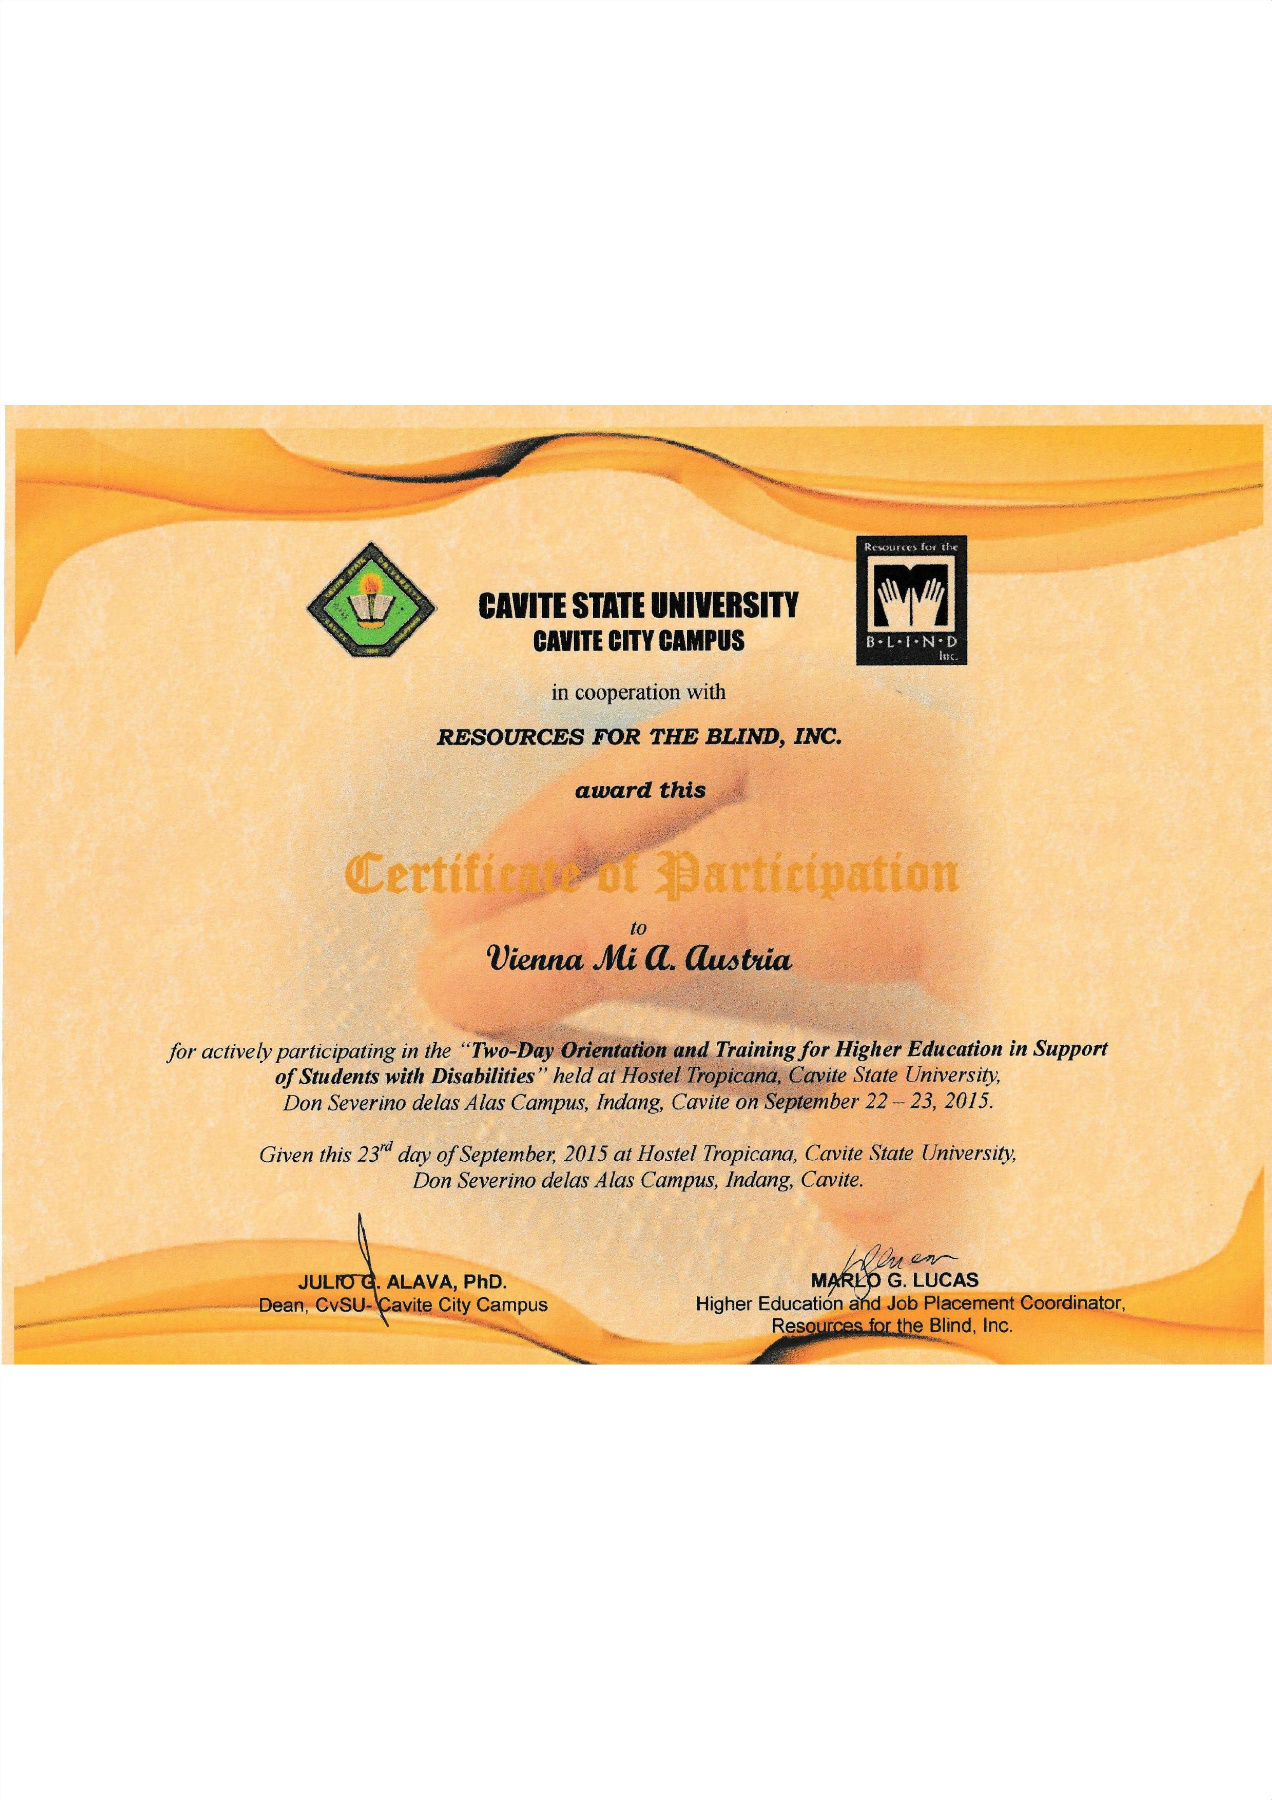 Resources for the
B·L·I·N·D
Inc.
CAVITE STATE UNIVERSITY
CAVITE CITY CAMPUS
in cooperation with
RESOURCES FOR THE BLIND, INC.
award this
Certificate of Participation
to
Vienna Mi A. Austria
for actively participating in the “Two-Day Orientation and Training for Higher Education in Support
of Students with Disabilities” held at Hostel Tropicana, Cavite State University,
Don Severino delas Alas Campus, Indang, Cavite on September 22 – 23, 2015.
Given this 23rd day of September, 2015 at Hostel Tropicana, Cavite State University,
Don Severino delas Alas Campus, Indang, Cavite.
JULIO G. ALAVA, PhD.
Dean, CvSU- Cavite City Campus
MARLO G. LUCAS
Higher Education and Job Placement Coordinator,
Resources for the Blind, Inc.